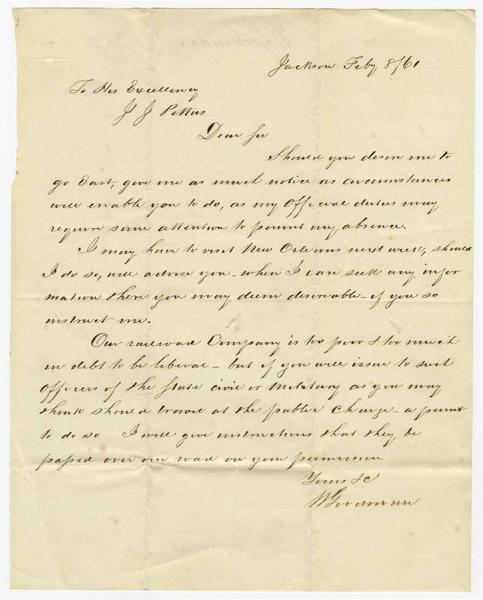 Jackson Feby 8/61
To His Excellency
J J Pettus
Dear Sir
Should you desire me to
go East, give me as much notice as circumstances
will enable you to do, as my Official duties may
require some attention to permit my absence.
I may have to visit New Orleans next week, should
I do so, will advise you - when I can seek any infor
mation there you may deem desireable if you so
instruct me.
Our railroad Company is too poor & too much
in debt to be liberal - but if you will issue to such
Officers of the State civil or Military as you may
think should travel at the public Charge - a permit
to do so I will give instructions that they be
passed over our road on your permission
Yours &c
W Goodman